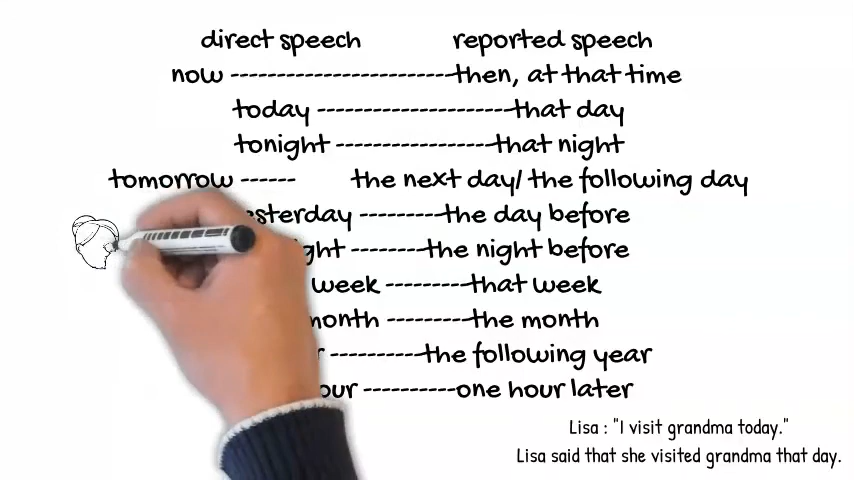 direct speech reported speech
now ------------------------then, at that time
today --------------------that day
tonight -----------------that night
tomorrow ------ the next day/ the following day
esterday ---------the day before
ght --------the night before
week ---------that week
month ---------the month
----------the following year
our ----------one hour later
Lisa : "I visit grandma today."
Lisa said that she visited grandma that day.